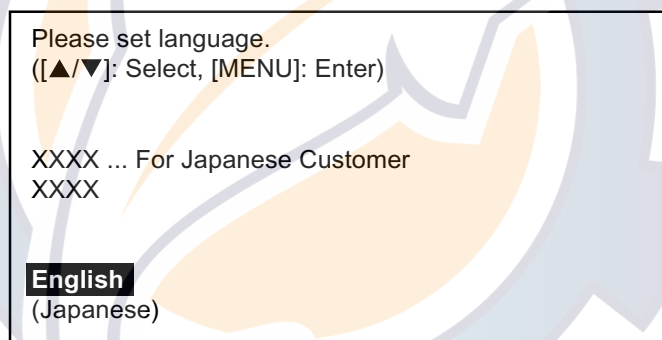 Please set language.
([▲/▼]: Select, [MENU]: Enter)
XXXX ... For Japanese Customer
XXXX
English
(Japanese)